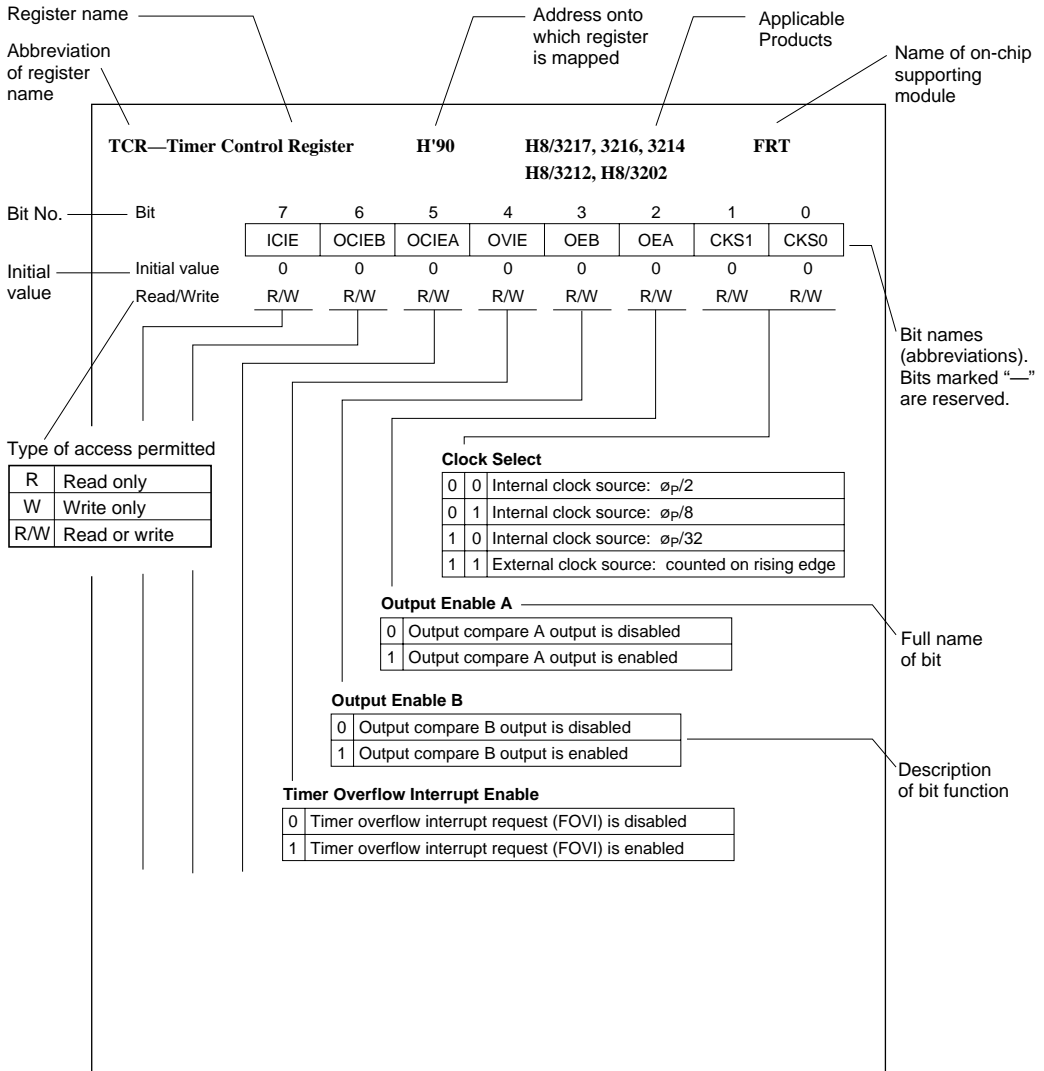 Register name
Abbreviation
of register
name
Address onto
which register
is mapped
Applicable
Products
Name of on-chip
supporting
module
TCR—Timer Control Register H'90 H8/3217, 3216, 3214 FRT
H8/3212, H8/3202
Bit No. Bit 7 6 5 4 3 2 1 0
ICIE OCIEB OCIEA OVIE OEB OEA CKS1 CKS0
Initial
value
Initial value 0 0 0 0 0 0 0 0
Read/Write R/W R/W R/W R/W R/W R/W R/W R/W
Bit names
(abbreviations).
Bits marked “—”
are reserved.
Type of access permitted
R Read only
W Write only
R/W Read or write
Clock Select
0 0 Internal clock source: øP/2
0 1 Internal clock source: øP/8
1 0 Internal clock source: øP/32
1 1 External clock source: counted on rising edge
Output Enable A
0 Output compare A output is disabled
1 Output compare A output is enabled
Full name
of bit
Output Enable B
0 Output compare B output is disabled
1 Output compare B output is enabled
Description
of bit function
Timer Overflow Interrupt Enable
0 Timer overflow interrupt request (FOVI) is disabled
1 Timer overflow interrupt request (FOVI) is enabled